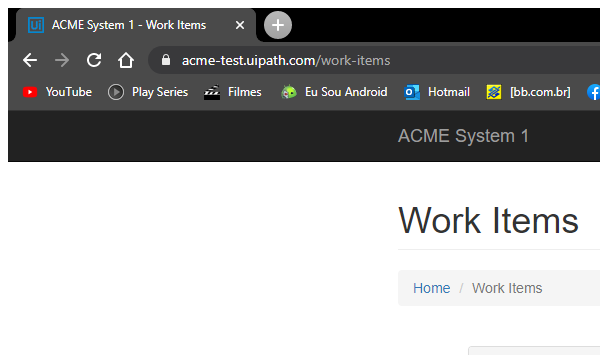 Ui ACME System 1 - Work Items
acme-test.uipath.com/work-items
YouTube Play Series Filmes Eu Sou Android Hotmail [bb.com.br]
ACME System 1
Work Items
Home / Work Items